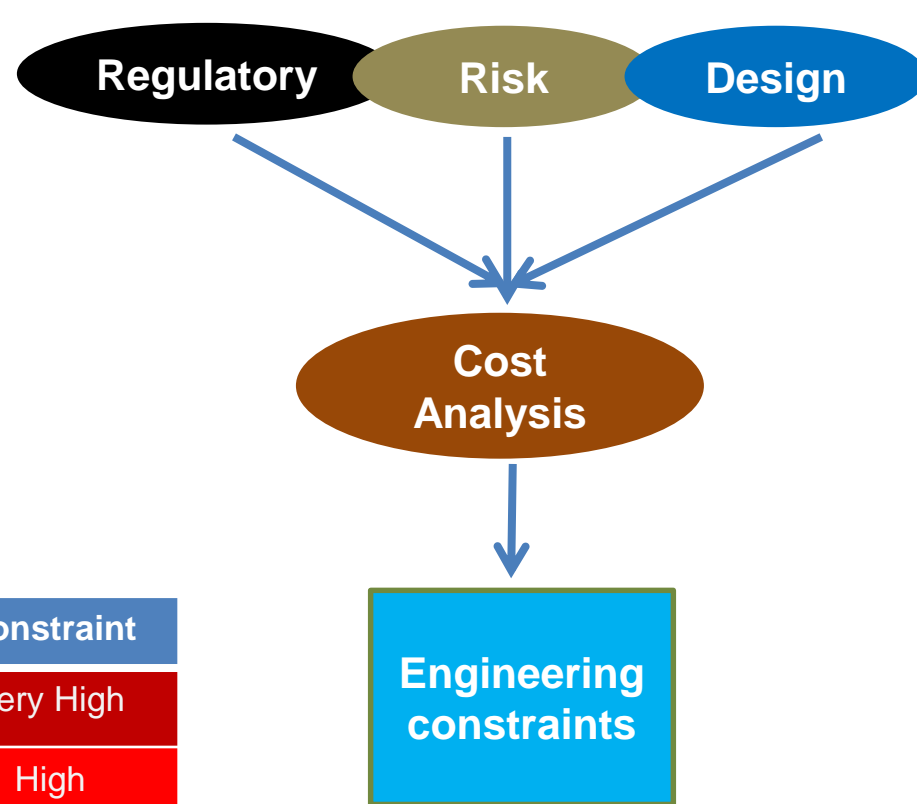 Regulatory
Risk
Design
Cost
Analysis
Engineering
constraints
onstraint
ery High
High